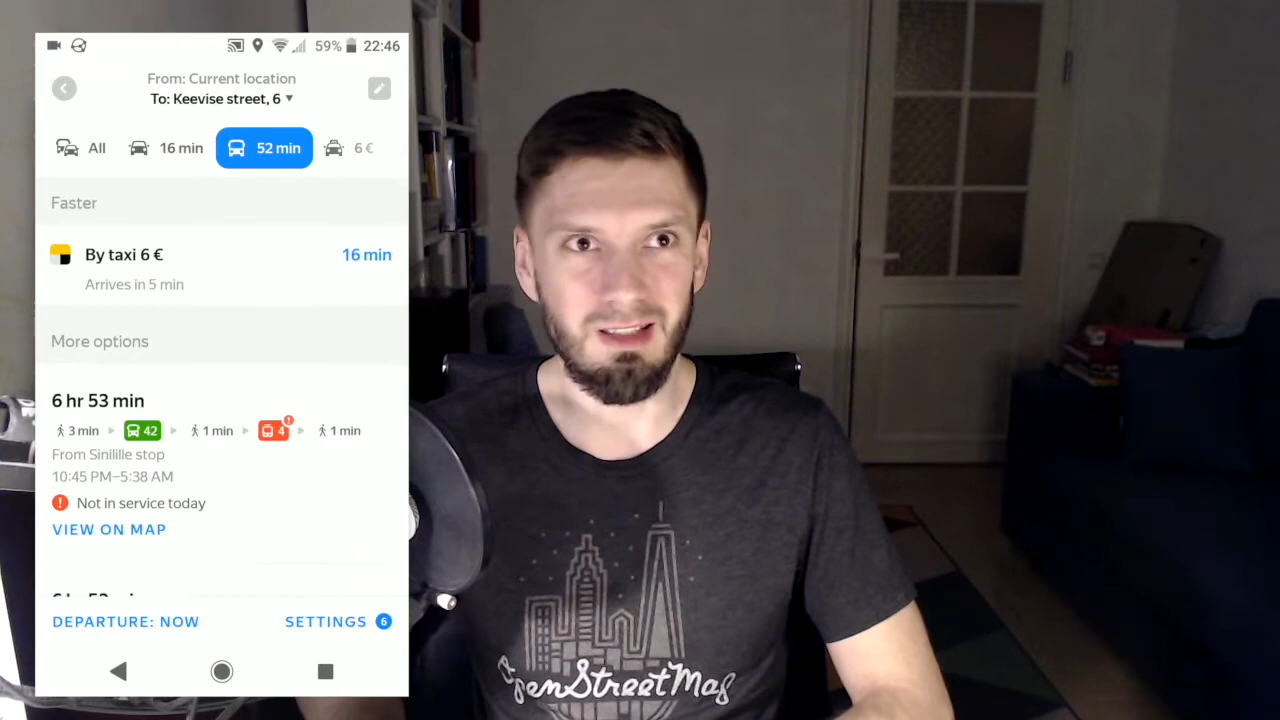 59% 22:46
From: Current location
To: Keevise street, 6
All 16 min 52 min 6 €
Faster
By taxi 6 € 16 min
Arrives in 5 min
More options
6 hr 53 min
3 min 42 1 min 4 1 min
From Sinilille stop
10:45 PM–5:38 AM
! Not in service today
VIEW ON MAP
DEPARTURE: NOW SETTINGS 6
OpenStreetMap